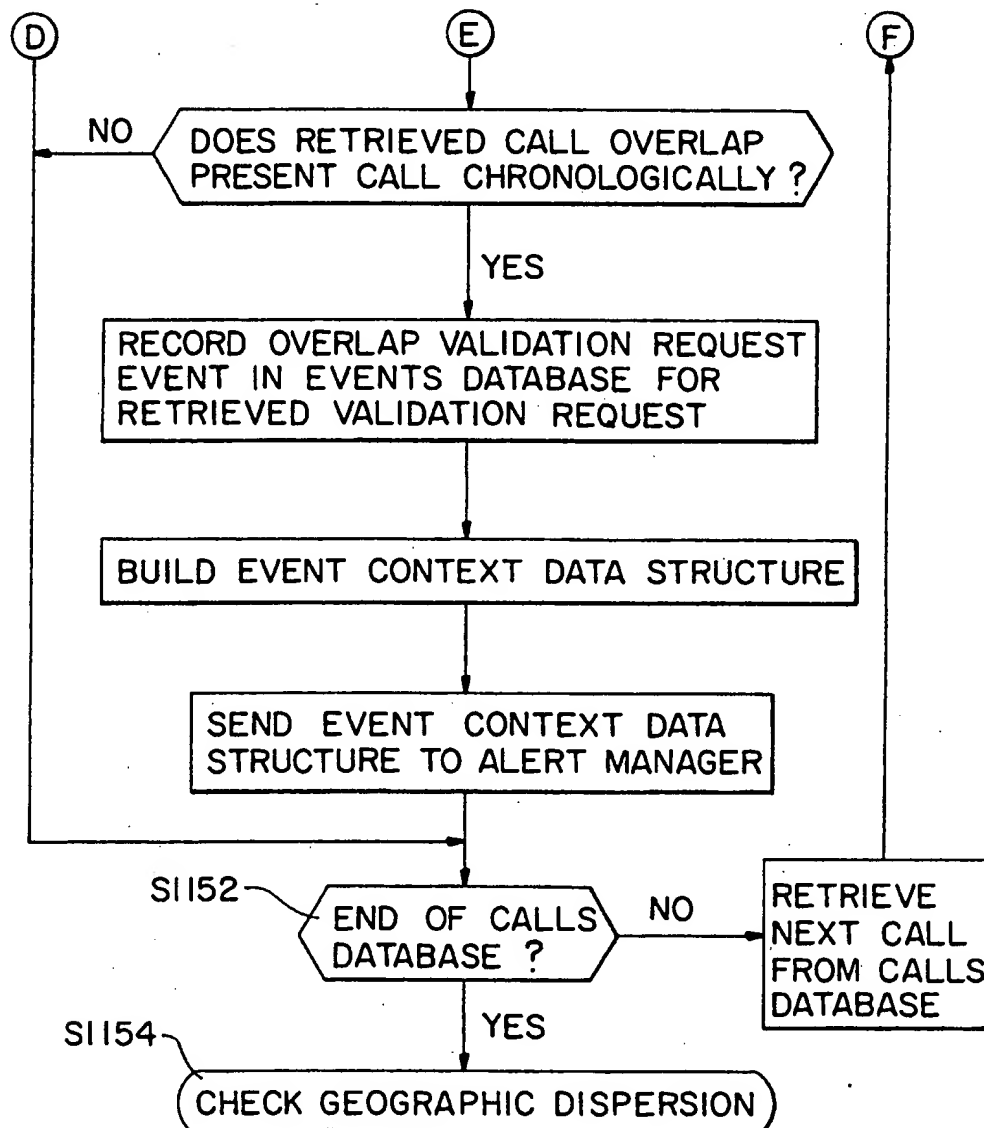 D
E
F
NO
DOES RETRIEVED CALL OVERLAP
PRESENT CALL CHRONOLOGICALLY ?
YES
RECORD OVERLAP VALIDATION REQUEST
EVENT IN EVENTS DATABASE FOR
RETRIEVED VALIDATION REQUEST
BUILD EVENT CONTEXT DATA STRUCTURE
SEND EVENT CONTEXT DATA
STRUCTURE TO ALERT MANAGER
S1152
END OF CALLS
DATABASE ?
NO
RETRIEVE
NEXT CALL
FROM CALLS
DATABASE
YES
S1154
CHECK GEOGRAPHIC DISPERSION